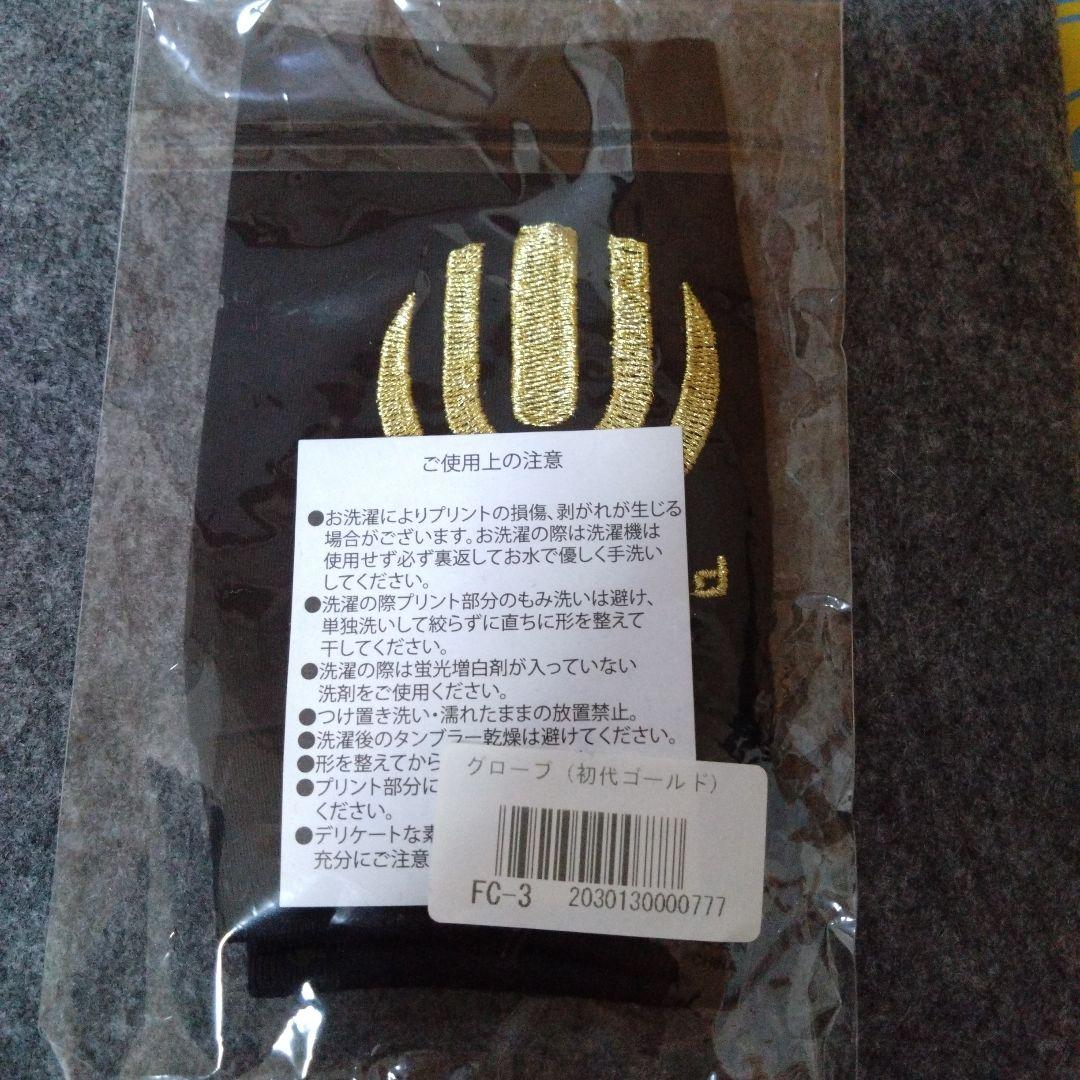 ご使用上の注意
●お洗濯によりプリントの損傷、剥がれが生じる
場合がございます。お洗濯の際は洗濯機は
使用せず必ず裏返してお水で優しく手洗い
してください。
●洗濯の際プリント部分のもみ洗いは避け、
単独洗いして絞らずに直ちに形を整えて
干してください。
●洗濯の際は蛍光増白剤が入っていない
洗剤をご使用ください。
●つけ置き洗い・濡れたままの放置禁止。
●洗濯後のタンブラー乾燥は避けてください。
●形を整えてから
●プリント部分に
ください。
●デリケートな素
充分にご注意
d
グローブ（初代ゴールド）
FC-3 2030130000777